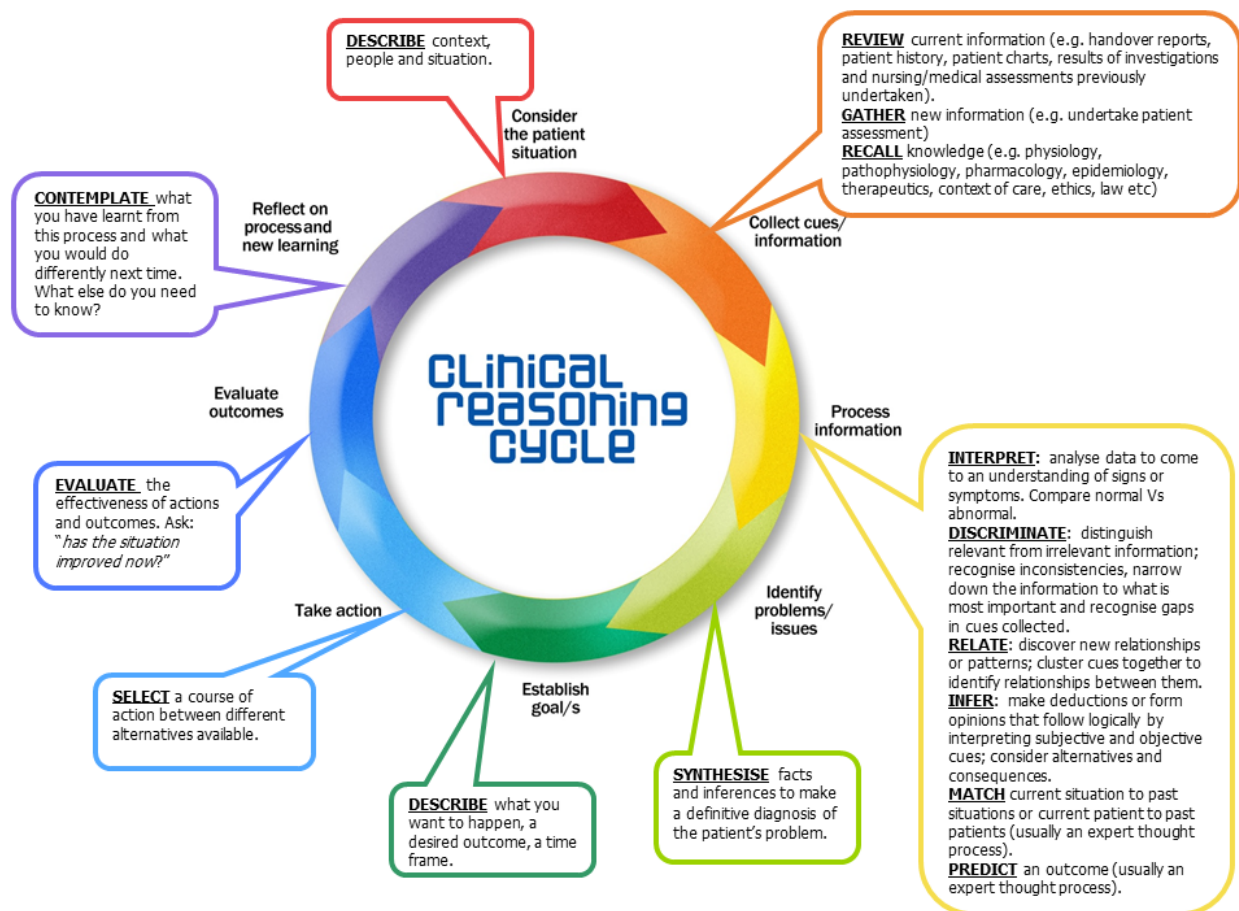 DESCRIBE context,
people and situation.
Consider
the patient
situation
REVIEW current information (e.g. handover reports,
patient history, patient charts, results of investigations
and nursing/medical assessments previously
undertaken).
GATHER new information (e.g. undertake patient
assessment)
RECALL knowledge (e.g. physiology,
pathophysiology, pharmacology, epidemiology,
therapeutics, context of care, ethics, law etc)
Collect cues/
information
Process
information
INTERPRET: analyse data to come
to an understanding of signs or
symptoms. Compare normal Vs
abnormal.
DISCRIMINATE: distinguish
relevant from irrelevant information;
recognise inconsistencies, narrow
down the information to what is
most important and recognise gaps
in cues collected.
RELATE: discover new relationships
or patterns; cluster cues together to
identify relationships between them.
INFER: make deductions or form
opinions that follow logically by
interpreting subjective and objective
cues; consider alternatives and
consequences.
MATCH current situation to past
situations or current patient to past
patients (usually an expert thought
process).
PREDICT an outcome (usually an
expert thought process).
Identify
problems/
issues
SYNTHESISE facts
and inferences to make
a definitive diagnosis of
the patient's problem.
Establish
goal/s
DESCRIBE what you
want to happen, a
desired outcome, a time
frame.
Take action
SELECT a course of
action between different
alternatives available.
Evaluate
outcomes
EVALUATE the
effectiveness of actions
and outcomes. Ask:
"has the situation
improved now?"
Reflect on
process and
new learning
CONTEMPLATE what
you have learnt from
this process and what
you would do
differently next time.
What else do you need
to know?
CLINICAL
REASONING
CYCLE